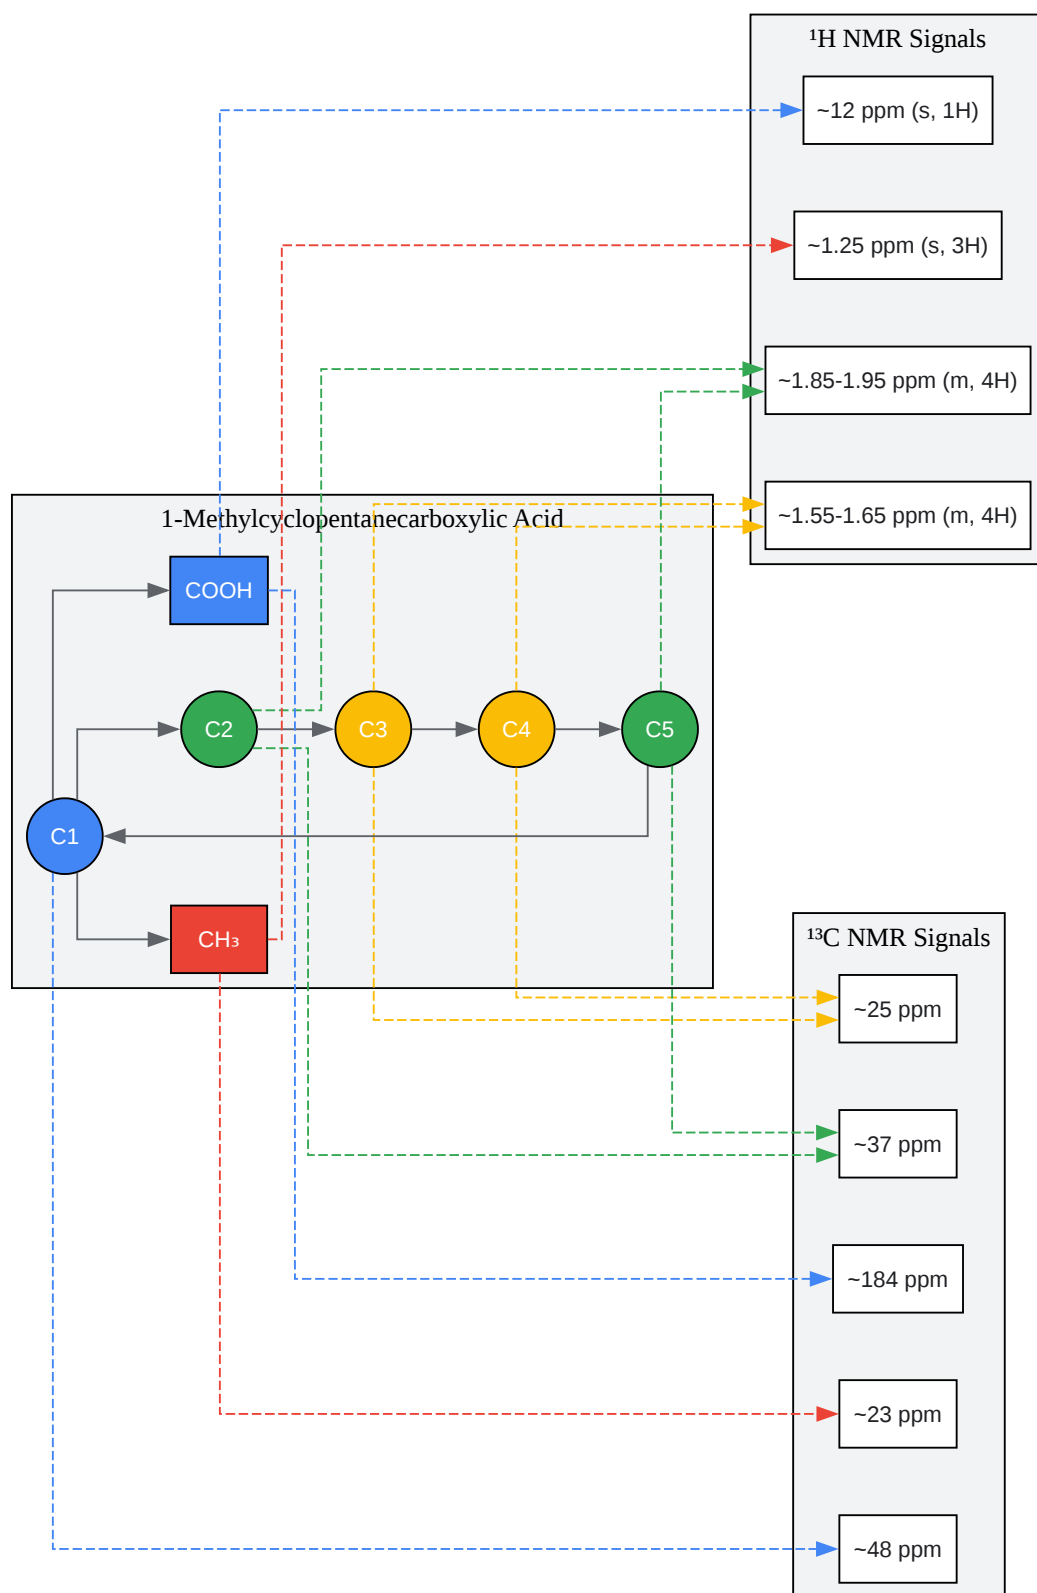 ¹H NMR Signals
~12 ppm (s, 1H)
~1.25 ppm (s, 3H)
~1.85-1.95 ppm (m, 4H)
~1.55-1.65 ppm (m, 4H)
1-Methylcyclopentanecarboxylic Acid
COOH
C2
C3
C4
C5
C1
CH₃
¹³C NMR Signals
~25 ppm
~37 ppm
~184 ppm
~23 ppm
~48 ppm